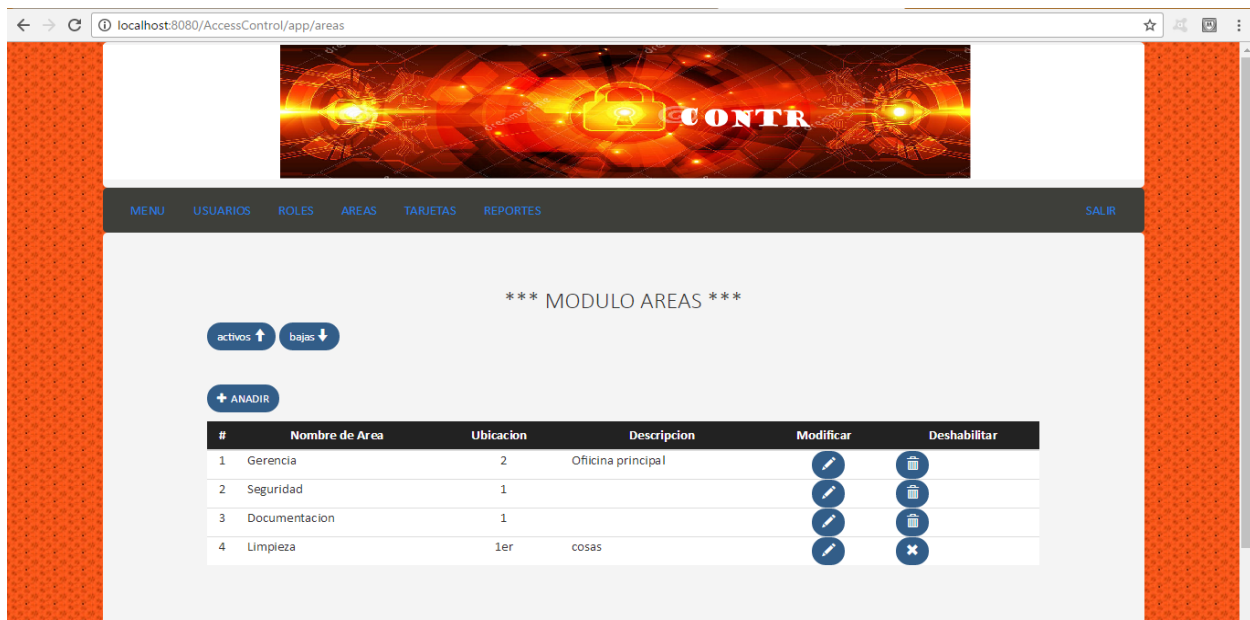 localhost:8080/AccessControl/app/areas
CONTR
MENU USUARIOS ROLES AREAS TARJETAS REPORTES SALIR
*** MODULO AREAS ***
activos bajas
ANADIR
# Nombre de Area Ubicacion Descripcion Modificar Deshabilitar
1 Gerencia 2 Ofiicina principal
2 Seguridad 1
3 Documentacion 1
4 Limpieza 1er cosas